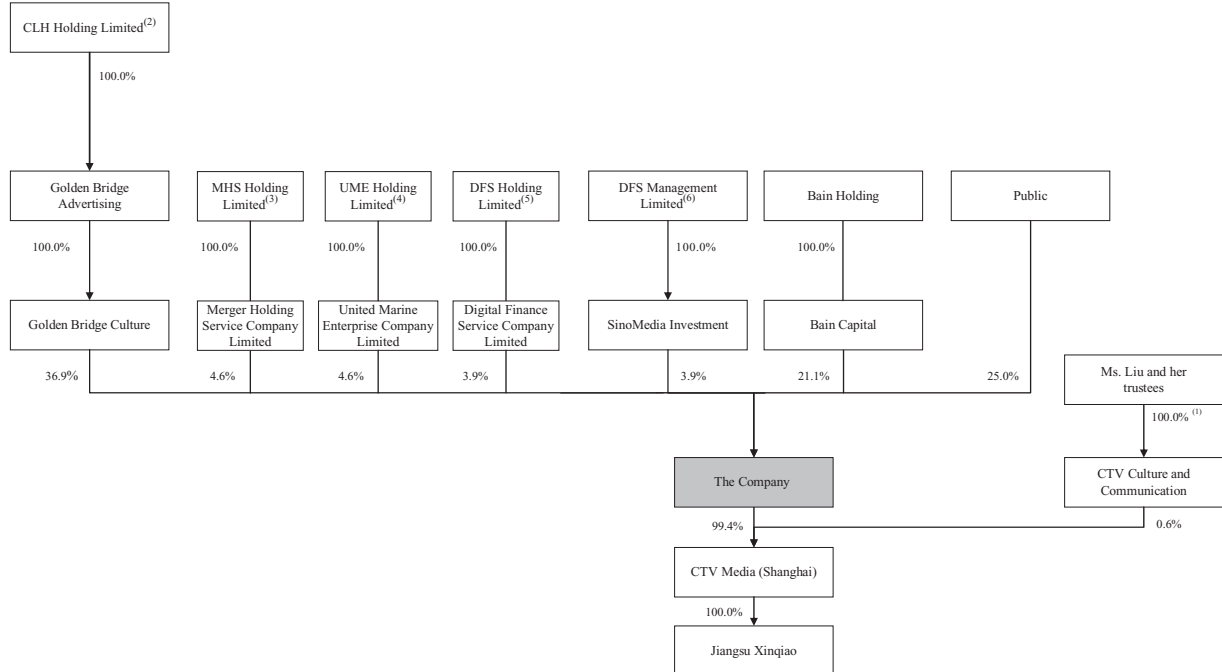 CLH Holding Limited(2)
100.0%
Golden Bridge
Advertising
MHS Holding
Limited(3)
UME Holding
Limited(4)
DFS Holding
Limited(5)
DFS Management
Limited(6)
Bain Holding
Public
100.0%
100.0%
100.0%
100.0%
100.0%
100.0%
Golden Bridge Culture
Merger Holding
Service Company
Limited
United Marine
Enterprise Company
Limited
Digital Finance
Service Company
Limited
SinoMedia Investment
Bain Capital
36.9%
4.6%
4.6%
3.9%
3.9%
21.1%
25.0%
Ms. Liu and her
trustees
100.0% (1)
The Company
CTV Culture and
Communication
99.4%
0.6%
CTV Media (Shanghai)
100.0%
Jiangsu Xinqiao